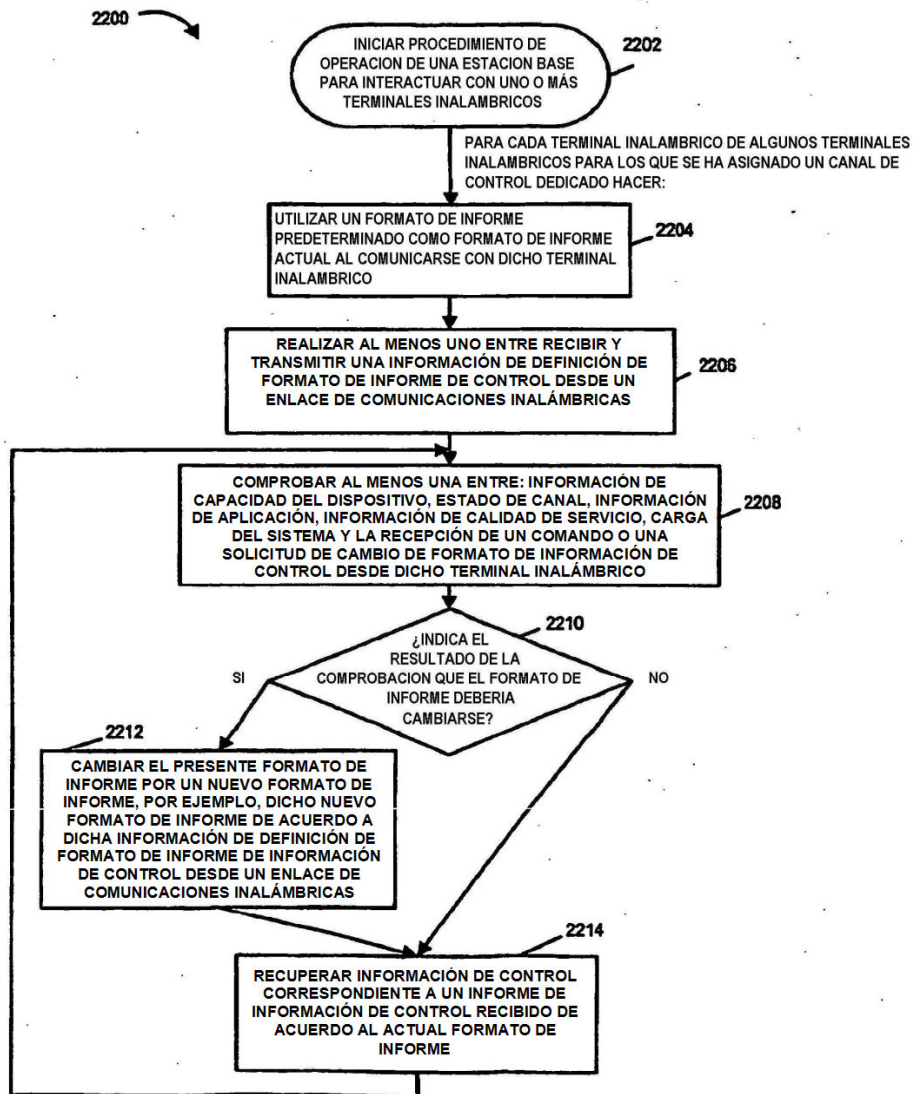 2200
INICIAR PROCEDIMIENTO DE
OPERACION DE UNA ESTACION BASE
PARA INTERACTUAR CON UNO O MÁS
TERMINALES INALAMBRICOS
2202
PARA CADA TERMINAL INALAMBRICO DE ALGUNOS TERMINALES
INALAMBRICOS PARA LOS QUE SE HA ASIGNADO UN CANAL DE
CONTROL DEDICADO HACER:
UTILIZAR UN FORMATO DE INFORME
PREDETERMINADO COMO FORMATO DE INFORME
ACTUAL AL COMUNICARSE CON DICHO TERMINAL
INALAMBRICO
2204
REALIZAR AL MENOS UNO ENTRE RECIBIR Y
TRANSMITIR UNA INFORMACIÓN DE DEFINICIÓN DE
FORMATO DE INFORME DE CONTROL DESDE UN
ENLACE DE COMUNICACIONES INALÁMBRICAS
2206
COMPROBAR AL MENOS UNA ENTRE: INFORMACIÓN DE
CAPACIDAD DEL DISPOSITIVO, ESTADO DE CANAL, INFORMACIÓN
DE APLICACIÓN, INFORMACIÓN DE CALIDAD DE SERVICIO, CARGA
DEL SISTEMA Y LA RECEPCIÓN DE UN COMANDO O UNA
SOLICITUD DE CAMBIO DE FORMATO DE INFORMACIÓN DE
CONTROL DESDE DICHO TERMINAL INALÁMBRICO
2208
¿INDICA EL
RESULTADO DE LA
COMPROBACION QUE EL FORMATO DE
INFORME DEBERIA
CAMBIARSE?
2210
SI
NO
2212
CAMBIAR EL PRESENTE FORMATO DE
INFORME POR UN NUEVO FORMATO DE
INFORME, POR EJEMPLO, DICHO NUEVO
FORMATO DE INFORME DE ACUERDO A
DICHA INFORMACIÓN DE DEFINICIÓN DE
FORMATO DE INFORME DE INFORMACIÓN
DE CONTROL DESDE UN ENLACE DE
COMUNICACIONES INALÁMBRICAS
2214
RECUPERAR INFORMACIÓN DE CONTROL
CORRESPONDIENTE A UN INFORME DE
INFORMACIÓN DE CONTROL RECIBIDO DE
ACUERDO AL ACTUAL FORMATO DE
INFORME